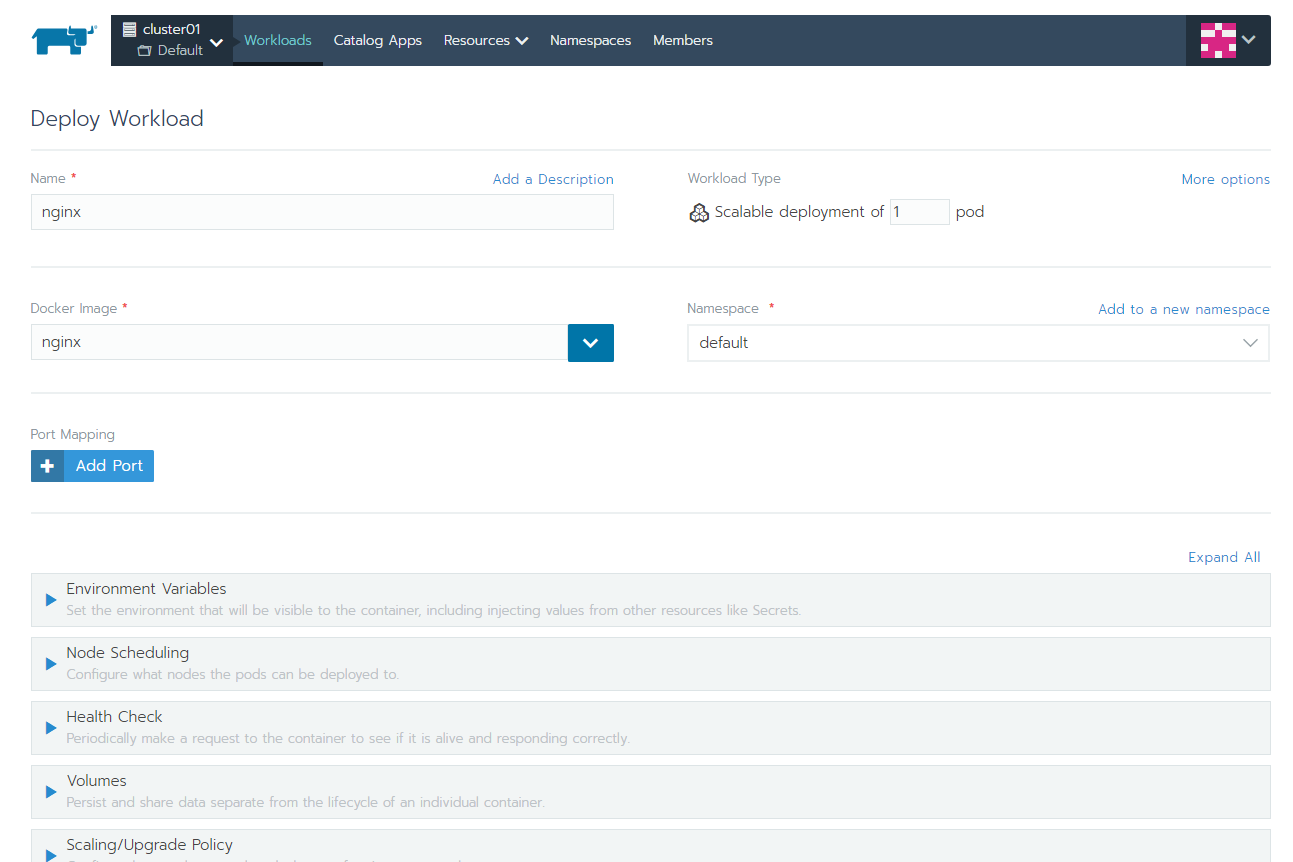 cluster01
Default
Workloads
Catalog Apps
Resources
Namespaces
Members
Deploy Workload
Name *
Add a Description
Workload Type
More options
nginx
Scalable deployment of 1 pod
Docker Image *
Namespace *
Add to a new namespace
nginx
default
Port Mapping
Add Port
Expand All
Environment Variables
Set the environment that will be visible to the container, including injecting values from other resources like Secrets.
Node Scheduling
Configure what nodes the pods can be deployed to.
Health Check
Periodically make a request to the container to see if it is alive and responding correctly.
Volumes
Persist and share data separate from the lifecycle of an individual container.
Scaling/Upgrade Policy